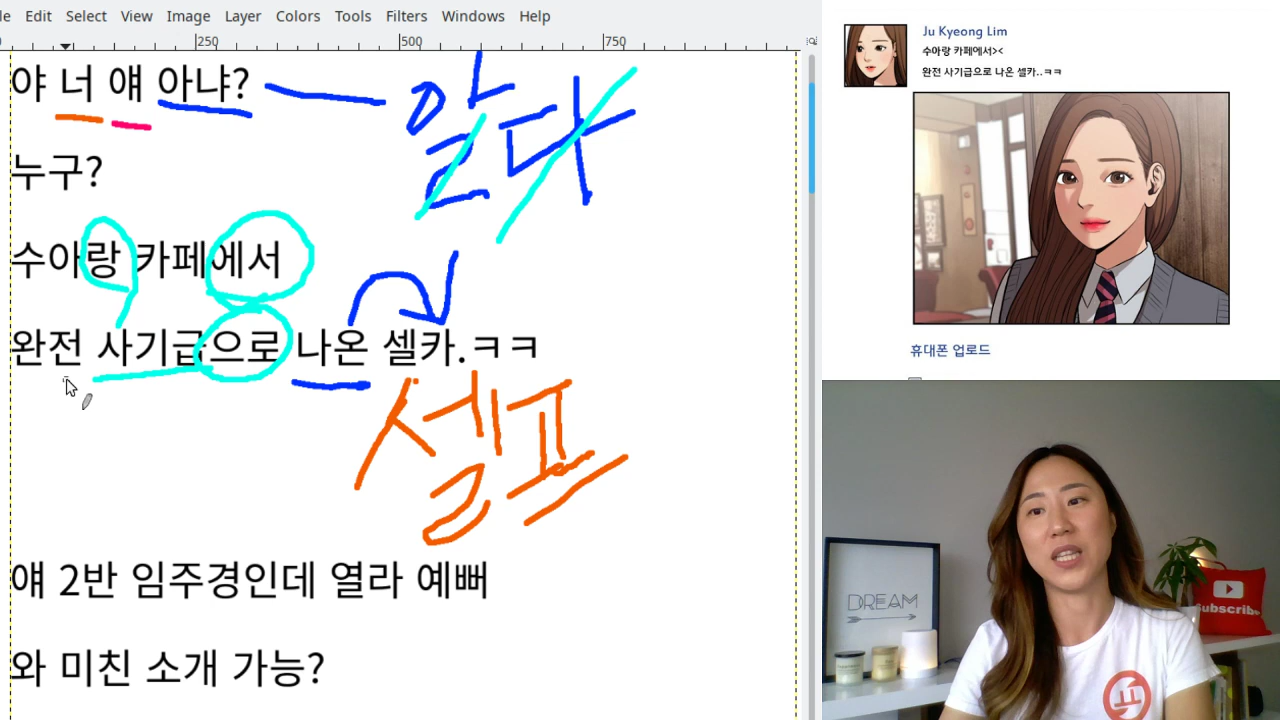 Edit Select View Image Layer Colors Tools Filters Windows Help
250 500 750
야 너 얘 아냐?
알다
누구?
수아랑 카페에서
완전 사기급으로 나온 셀카.ㅋㅋ
셀프
얘 2반 임주경인데 열라 예뻐
와 미친 소개 가능?
Ju Kyeong Lim
수아랑 카페에서><
완전 사기급으로 나온 셀카..ㅋㅋ
휴대폰 업로드
DREAM
Subscribe